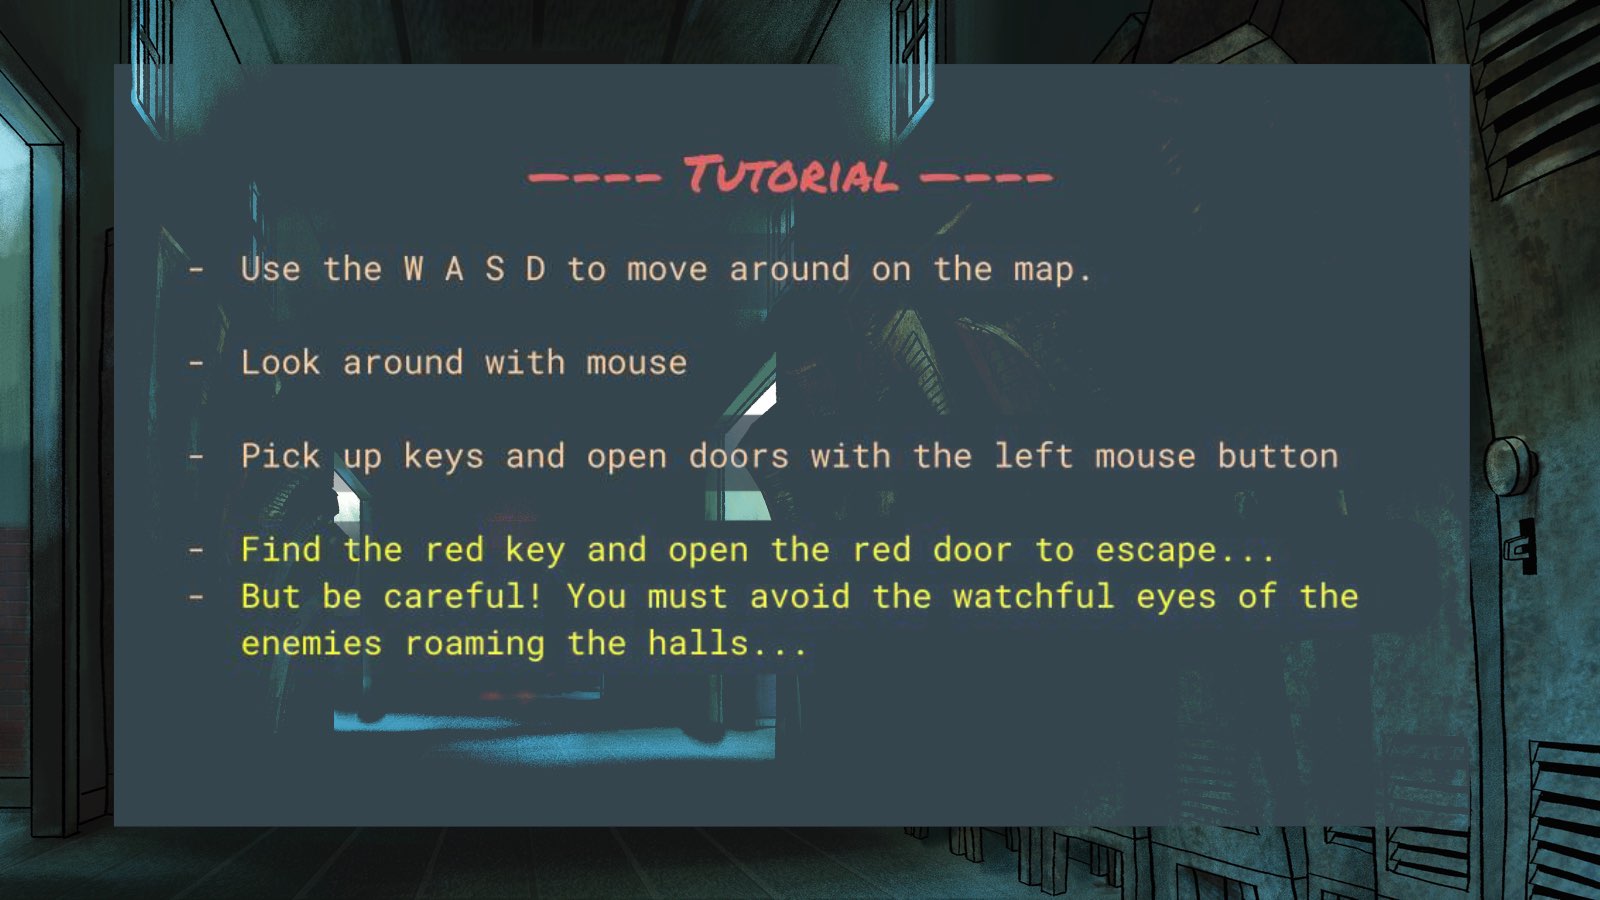 ---- TUTORIAL ----
- Use the W A S D to move around on the map.
- Look around with mouse
- Pick up keys and open doors with the left mouse button
- Find the red key and open the red door to escape...
- But be careful! You must avoid the watchful eyes of the
enemies roaming the halls...